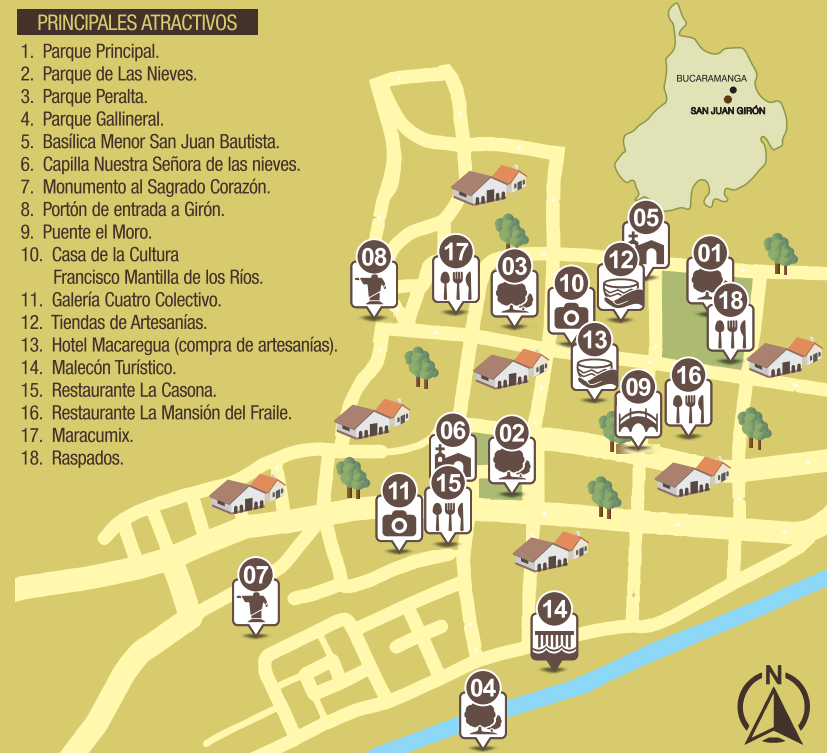 PRINCIPALES ATRACTIVOS
1. Parque Principal.
2. Parque de Las Nieves.
3. Parque Peralta.
4. Parque Gallineral.
5. Basílica Menor San Juan Bautista.
6. Capilla Nuestra Señora de las nieves.
7. Monumento al Sagrado Corazón.
8. Portón de entrada a Girón.
9. Puente el Moro.
10. Casa de la Cultura
Francisco Mantilla de los Ríos.
11. Galería Cuatro Colectivo.
12. Tiendas de Artesanías.
13. Hotel Macaregua (compra de artesanías).
14. Malecón Turístico.
15. Restaurante La Casona.
16. Restaurante La Mansión del Fraile.
17. Maracumix.
18. Raspados.
BUCARAMANGA
SAN JUAN GIRÓN
05
08
17
03
12
01
10
18
13
09
16
06
02
11
15
07
14
04
N